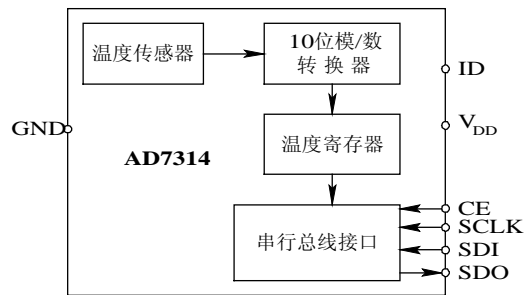 温度传感器
10位模/数
转换器
ID
GND
V_DD
AD7314
温度寄存器
串行总线接口
CE
SCLK
SDI
SDO